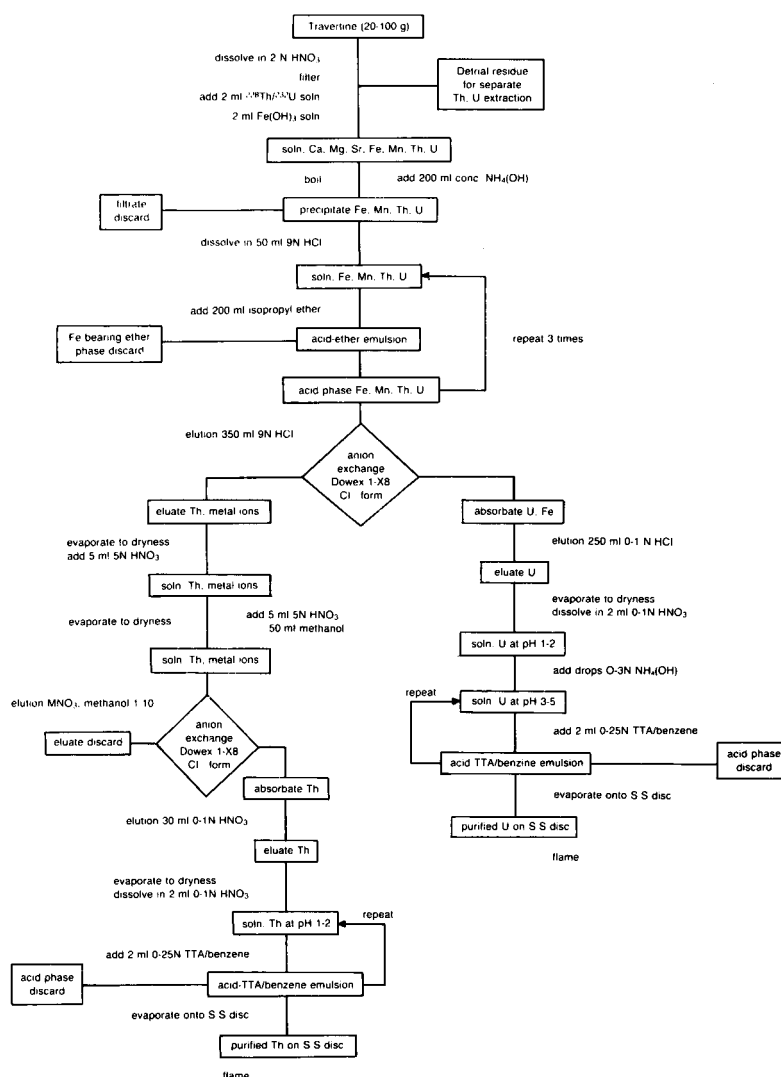 Travertine (20-100 g)
dissolve in 2 N HNO₃
filter
add 2 ml Th/ U soln
2 ml Fe(OH)₃ soln
Detrial residue
for separate
Th, U extraction
soln. Ca, Mg, Sr, Fe, Mn, Th, U
boil
add 200 ml conc. NH₄(OH)
filtrate
discard
precipitate Fe, Mn, Th, U
dissolve in 50 ml 9N HCl
soln. Fe, Mn, Th, U
add 200 ml isopropyl ether
Fe bearing ether
phase discard
acid-ether emulsion
repeat 3 times
acid phase Fe, Mn, Th, U
elution 350 ml 9N HCl
anion
exchange
Dowex 1-X8
Cl form
eluate Th, metal ions
absorbate U, Fe
evaporate to dryness
add 5 ml 5N HNO₃
elution 250 ml 0-1 N HCl
eluate U
soln Th, metal ions
evaporate to dryness
dissolve in 2 ml 0-1N HNO₃
evaporate to dryness
add 5 ml 5N HNO₃
50 ml methanol
soln Th, metal ions
soln. U at pH 1-2
add drops O-3N NH₄(OH)
elution MNO₃, methanol 1 10
repeat
soln U at pH 3-5
anion
exchange
Dowex 1-X8
Cl form
eluate discard
add 2 ml 0-25N TTA/benzene
acid TTA/benzine emulsion
acid phase
discard
absorbate Th
evaporate onto S S disc
elution 30 ml 0-1N HNO₃
purified U on S S disc
eluate Th
flame
evaporate to dryness
dissolve in 2 ml 0-1N HNO₃
soln. Th at pH 1-2
repeat
add 2 ml 0-25N TTA/benzene
acid phase
discard
acid-TTA/benzene emulsion
evaporate onto S S disc
purified Th on S S disc
flame